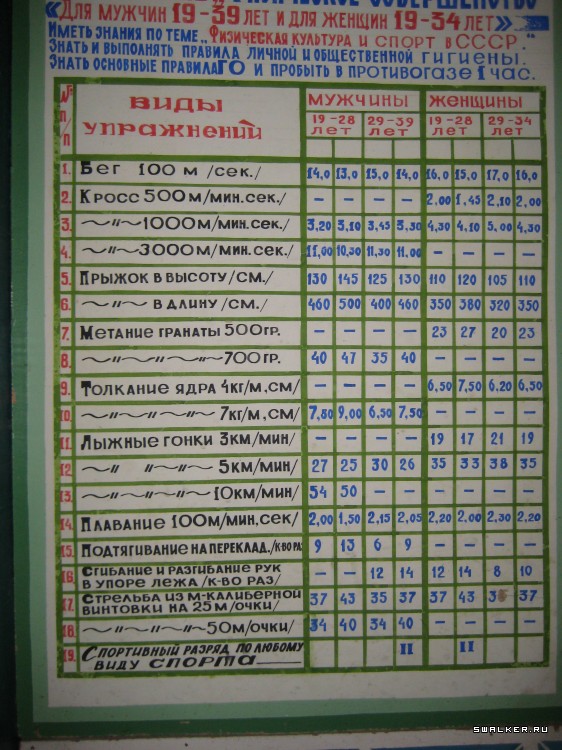 «Для мужчин 19-39 лет и для женщин 19-34 лет»
Иметь знания по теме „Физическая культура и спорт в СССР."
Знать и выполнять правила личной и общественной гигиены.
Знать основные правила ГО и пробыть в противогазе 1 час.
№ п/п Виды упражнений мужчины женщины
19-28 лет 29-39 лет 19-28 лет 29-34 лет
1. Бег 100 м /сек./ 14,0 13,0 15,0 14,0 16,0 15,0 17,0 16,0
2. Кросс 500 м/мин.сек./ — — — — 2,00 1,45 2,10 2,00
3. ~〃~ 1000 м/мин.сек./ 3,20 3,10 3,45 3,30 4,30 4,10 5,00 4,30
4. ~〃~ 3000 м/мин.сек./ 11,00 10,30 11,30 11,00 — — — —
5. Прыжок в высоту /см./ 130 145 125 130 110 120 105 110
6. ~〃~ в длину /см./ 460 500 400 460 350 380 320 350
7. Метание гранаты 500 гр. — — — — 23 27 20 23
8. ~〃~〃~ 700 гр. 40 47 35 40 — — — —
9. Толкание ядра 4 кг/м,см/ — — — — 6,50 7,50 6,20 6,50
10. ~〃~〃~ 7 кг/м,см/ 7,80 9,00 6,50 7,50 — — — —
11. Лыжные гонки 3 км/мин/ — — — — 19 17 21 19
12 ~〃 〃~ 5 км/мин/ 27 25 30 26 35 33 38 35
13. ~〃 〃~ 10 км/мин/ 54 50 — — — — — —
14. Плавание 100 м/мин,сек/ 2,00 1,50 2,15 2,05 2,20 2,00 2,30 2,20
15. Подтягивание на переклад./к-во ра 9 13 6 9 — — — —
16. Сгибание и разгибание рук
в упоре лежа /к-во раз/ — — 12 14 12 14 8 10
17. Стрельба из м-калиберной
винтовки на 25 м/очки/ 37 43 35 37 37 43 35 37
18. ~〃~〃~ 50 м/очки/ 34 40 34 40 — — — —
19. Спортивный разряд по любому
виду спорта II II
SWALKER.RU